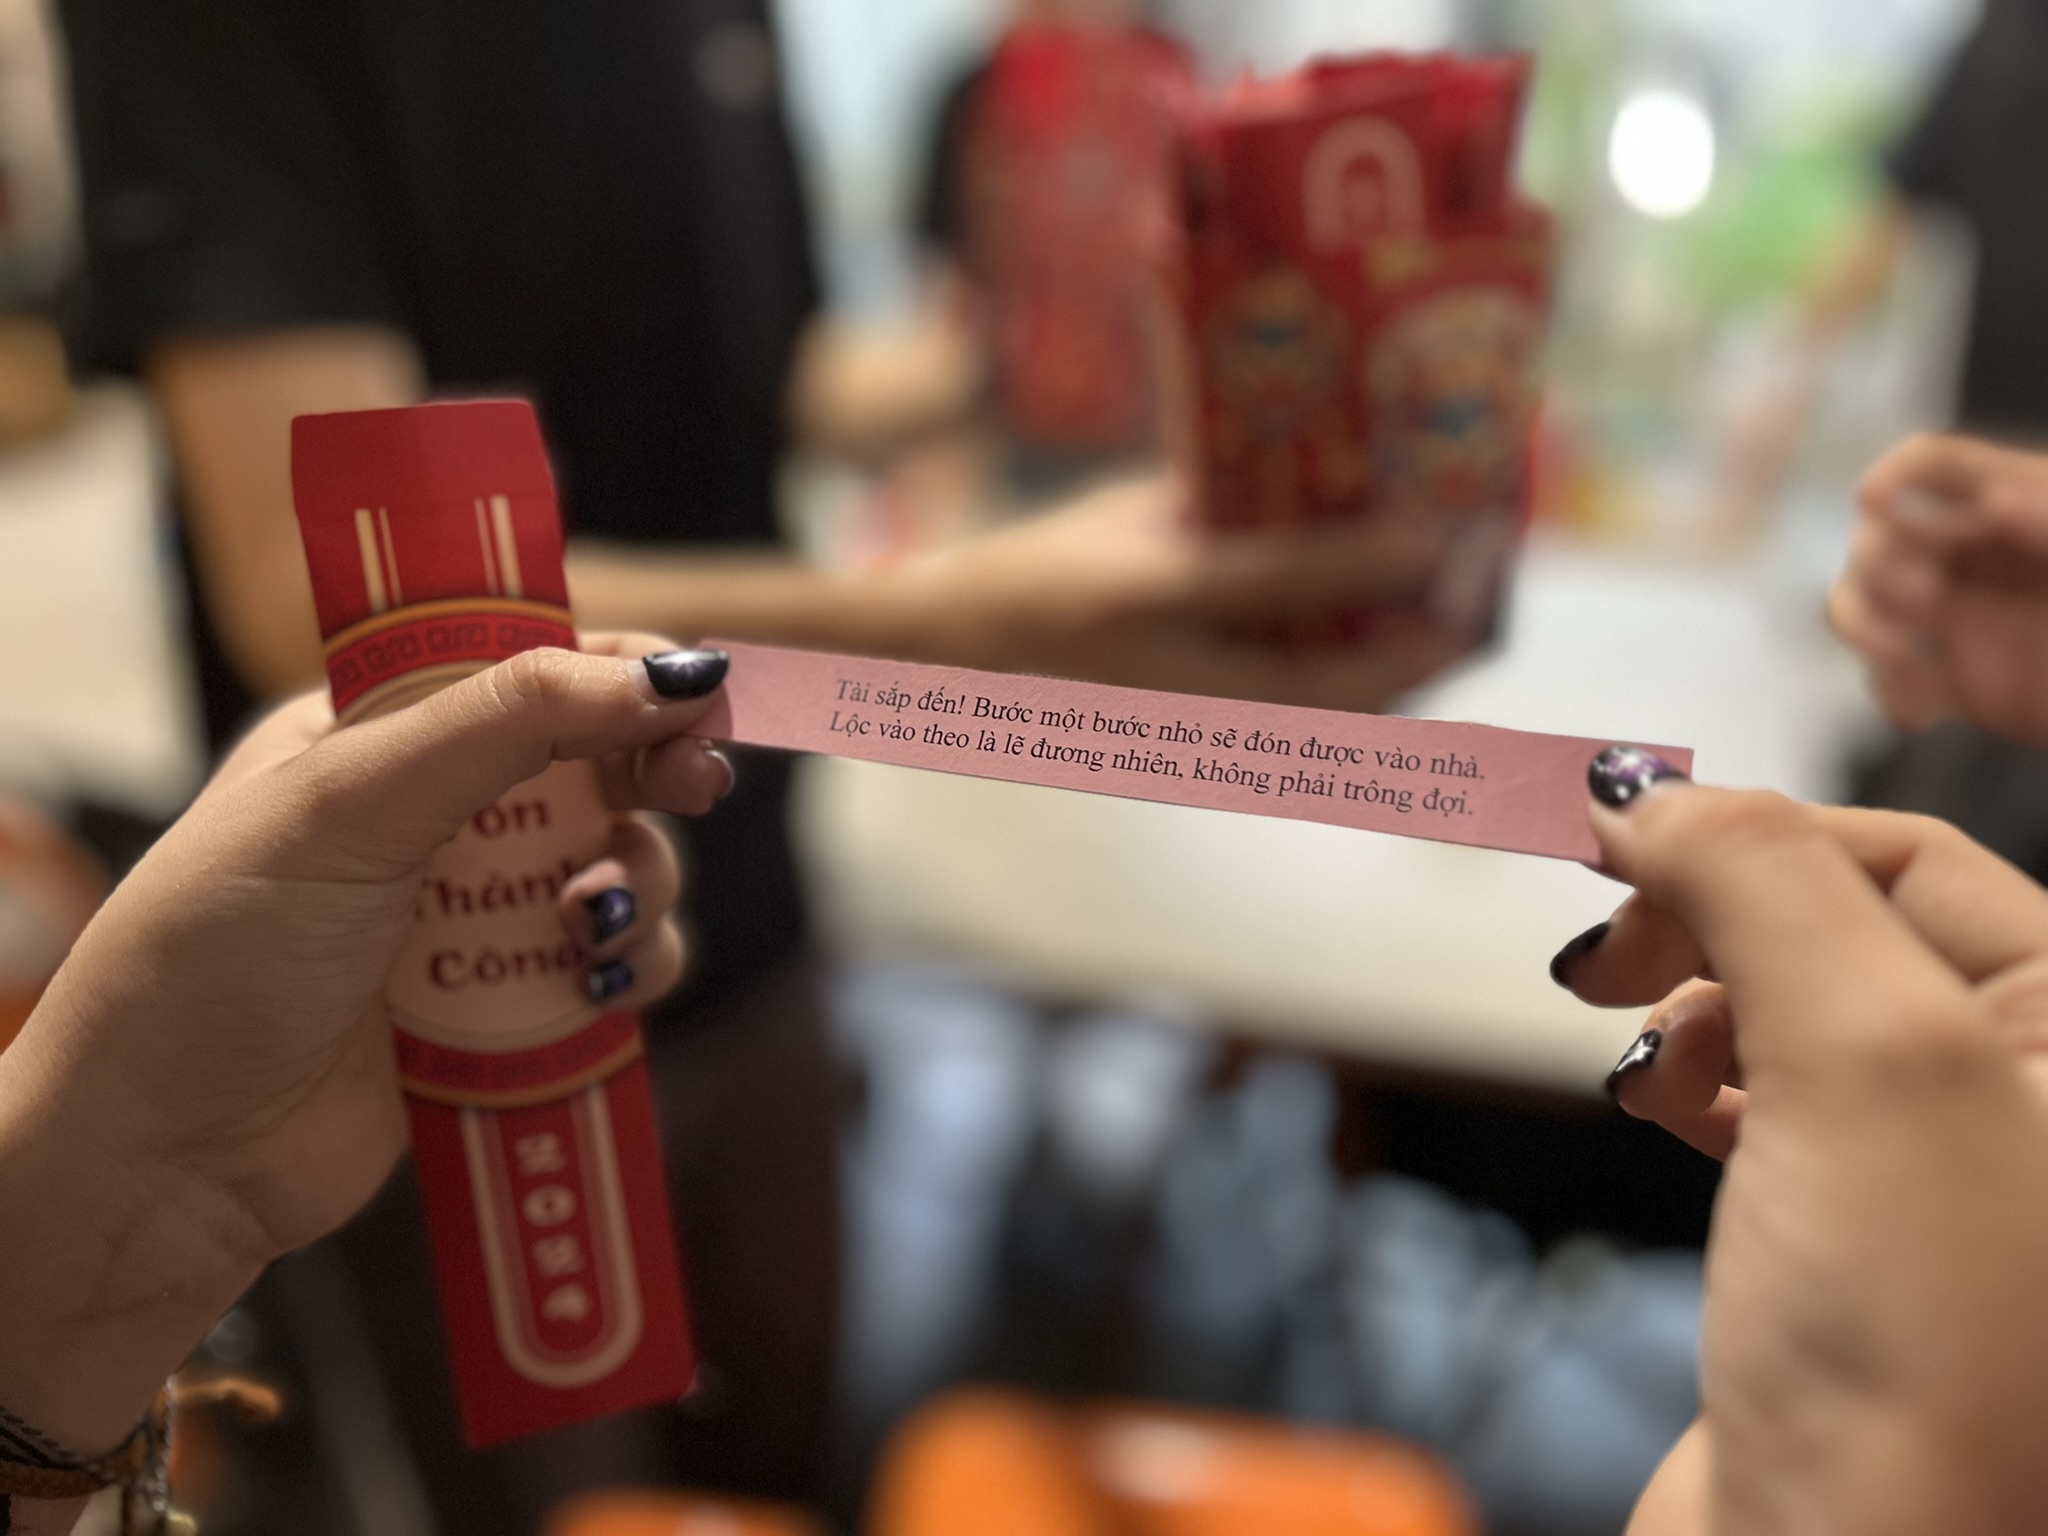 Tài sắp đến! Bước một bước nhỏ sẽ đón được vào nhà.
Lộc vào theo là lẽ đương nhiên, không phải trông đợi.